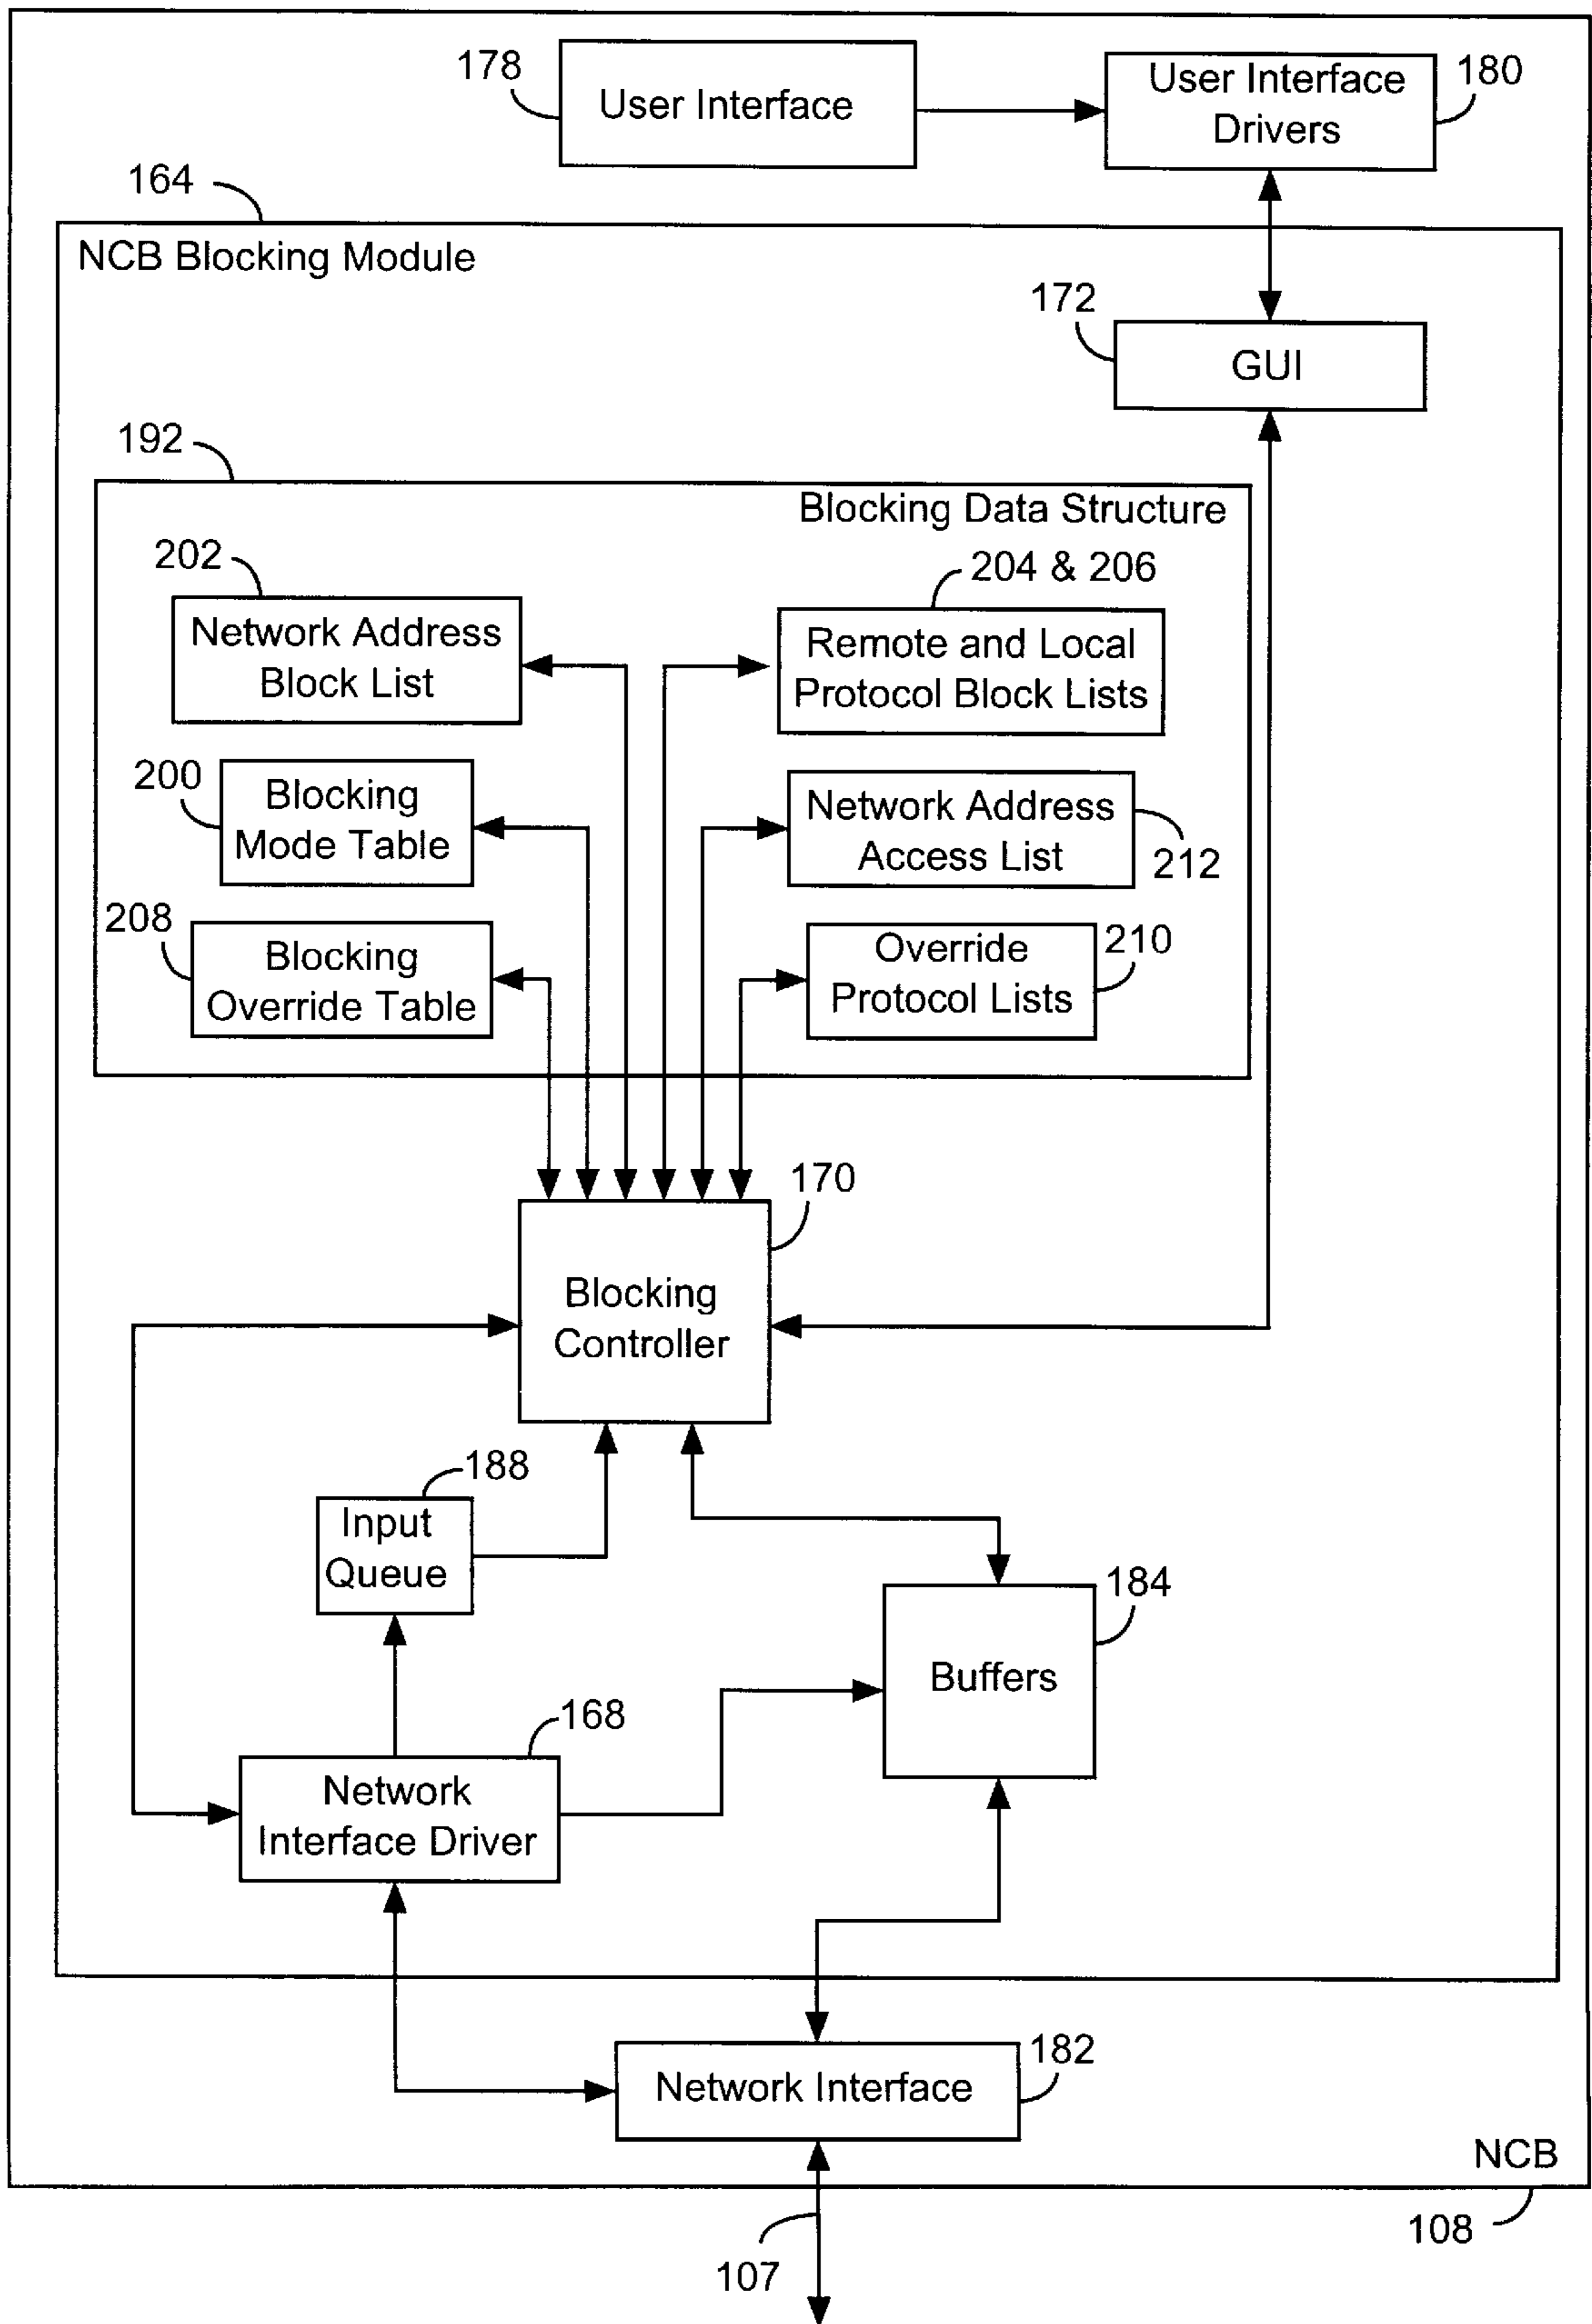 178
User Interface
User Interface
Drivers
180
164
NCB Blocking Module
172
GUI
192
Blocking Data Structure
202
Network Address
Block List
204 & 206
Remote and Local
Protocol Block Lists
200
Blocking
Mode Table
Network Address
Access List
212
208
Blocking
Override Table
Override
Protocol Lists
210
170
Blocking
Controller
188
Input
Queue
184
Buffers
168
Network
Interface Driver
182
Network Interface
NCB
108
107